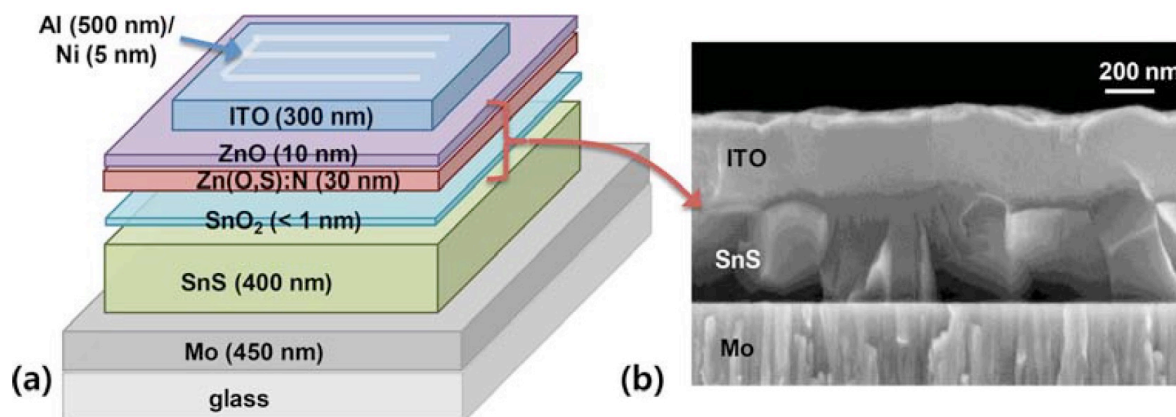 Al (500 nm)/
Ni (5 nm)
ITO (300 nm)
ZnO (10 nm)
Zn(O,S):N (30 nm)
SnO₂ (< 1 nm)
SnS (400 nm)
Mo (450 nm)
glass
(a)
200 nm
ITO
SnS
Mo
(b)